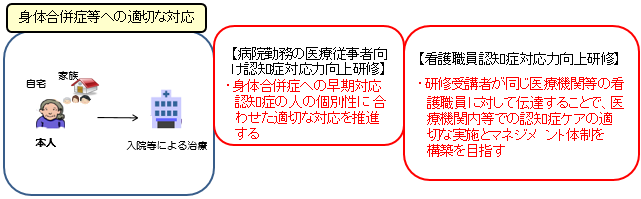 身体合併症等への適切な対応
自宅
家族
本人
入院等による治療
【病院勤務の医療従事者向
け認知症対応力向上研修】
・身体合併症への早期対応
認知症の人の個別性に合
わせた適切な対応を推進
する
【看護職員認知症対応力向上研修】
・研修受講者が同じ医療機関等の看
護職員に対して伝達することで、医
療機関内等での認知症ケアの適
切な実施とマネジメント体制を
構築を目指す